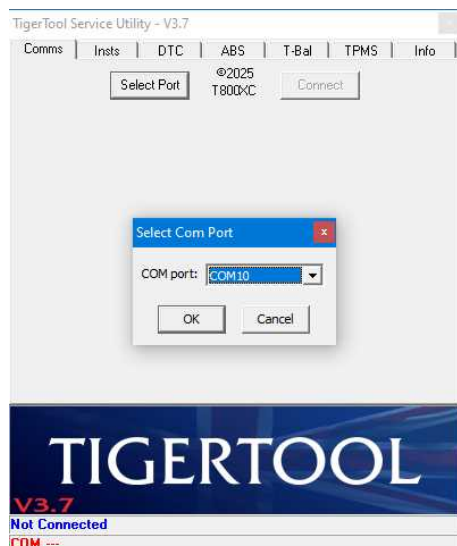 TigerTool Service Utility - V3.7
Comms Insts DTC ABS T-Bal TPMS Info
Select Port
©2025
T800XC
Connect
Select Com Port
x
COM port: COM10
OK Cancel
TIGERTOOL
V3.7
Not Connected
COM ---